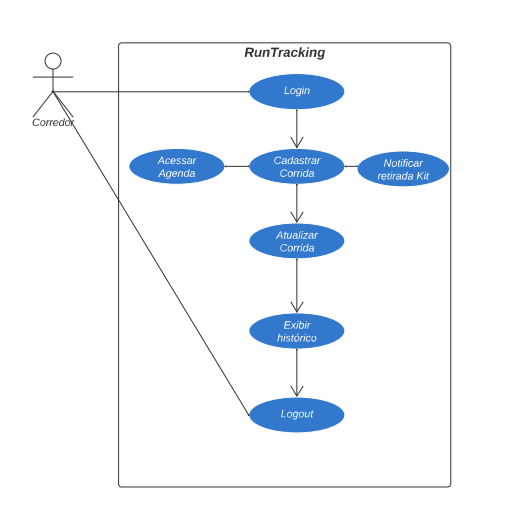 RunTracking
Corredor
Login
Acessar
Agenda
Cadastrar
Corrida
Notificar
retirada Kit
Atualizar
Corrida
Exibir
histórico
Logout